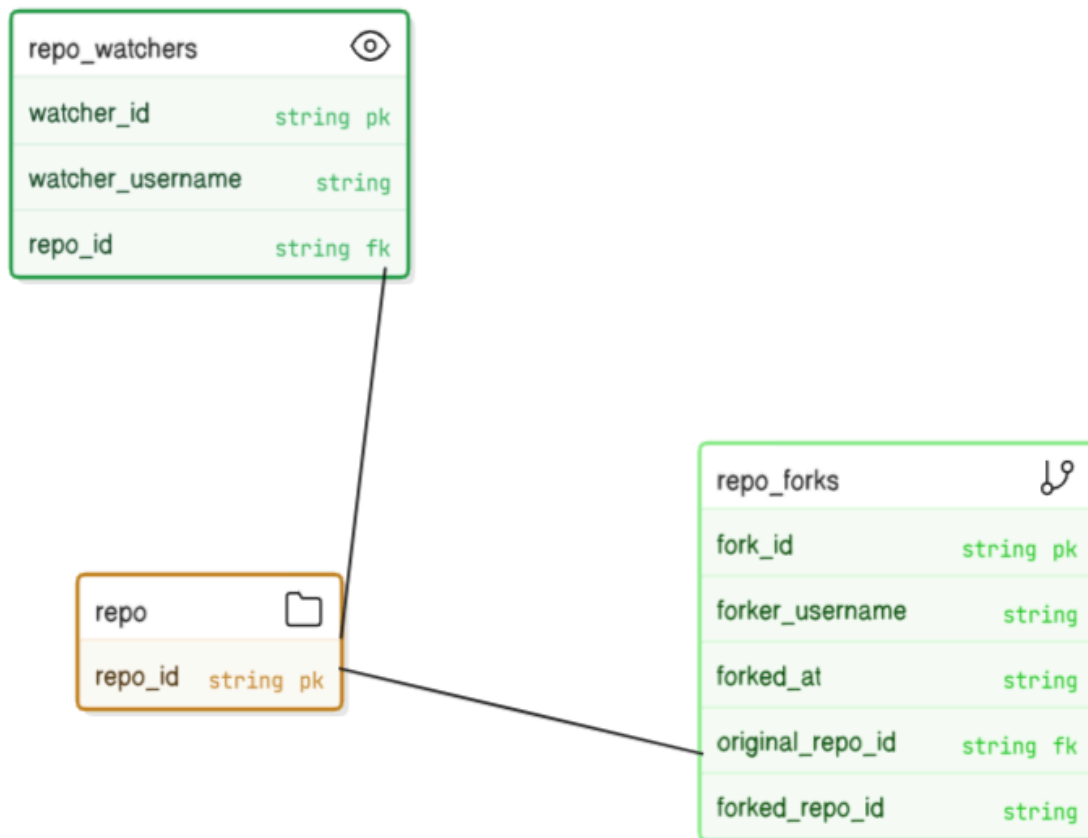 repo_watchers
watcher_id string pk
watcher_username string
repo_id string fk
repo
repo_id string pk
repo_forks
fork_id string pk
forker_username string
forked_at string
original_repo_id string fk
forked_repo_id string